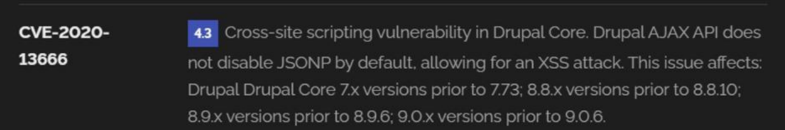 CVE-2020-
13666
4.3 Cross-site scripting vulnerability in Drupal Core. Drupal AJAX API does
not disable JSONP by default, allowing for an XSS attack. This issue affects:
Drupal Drupal Core 7.x versions prior to 7.73; 8.8.x versions prior to 8.8.10;
8.9.x versions prior to 8.9.6; 9.0.x versions prior to 9.0.6.